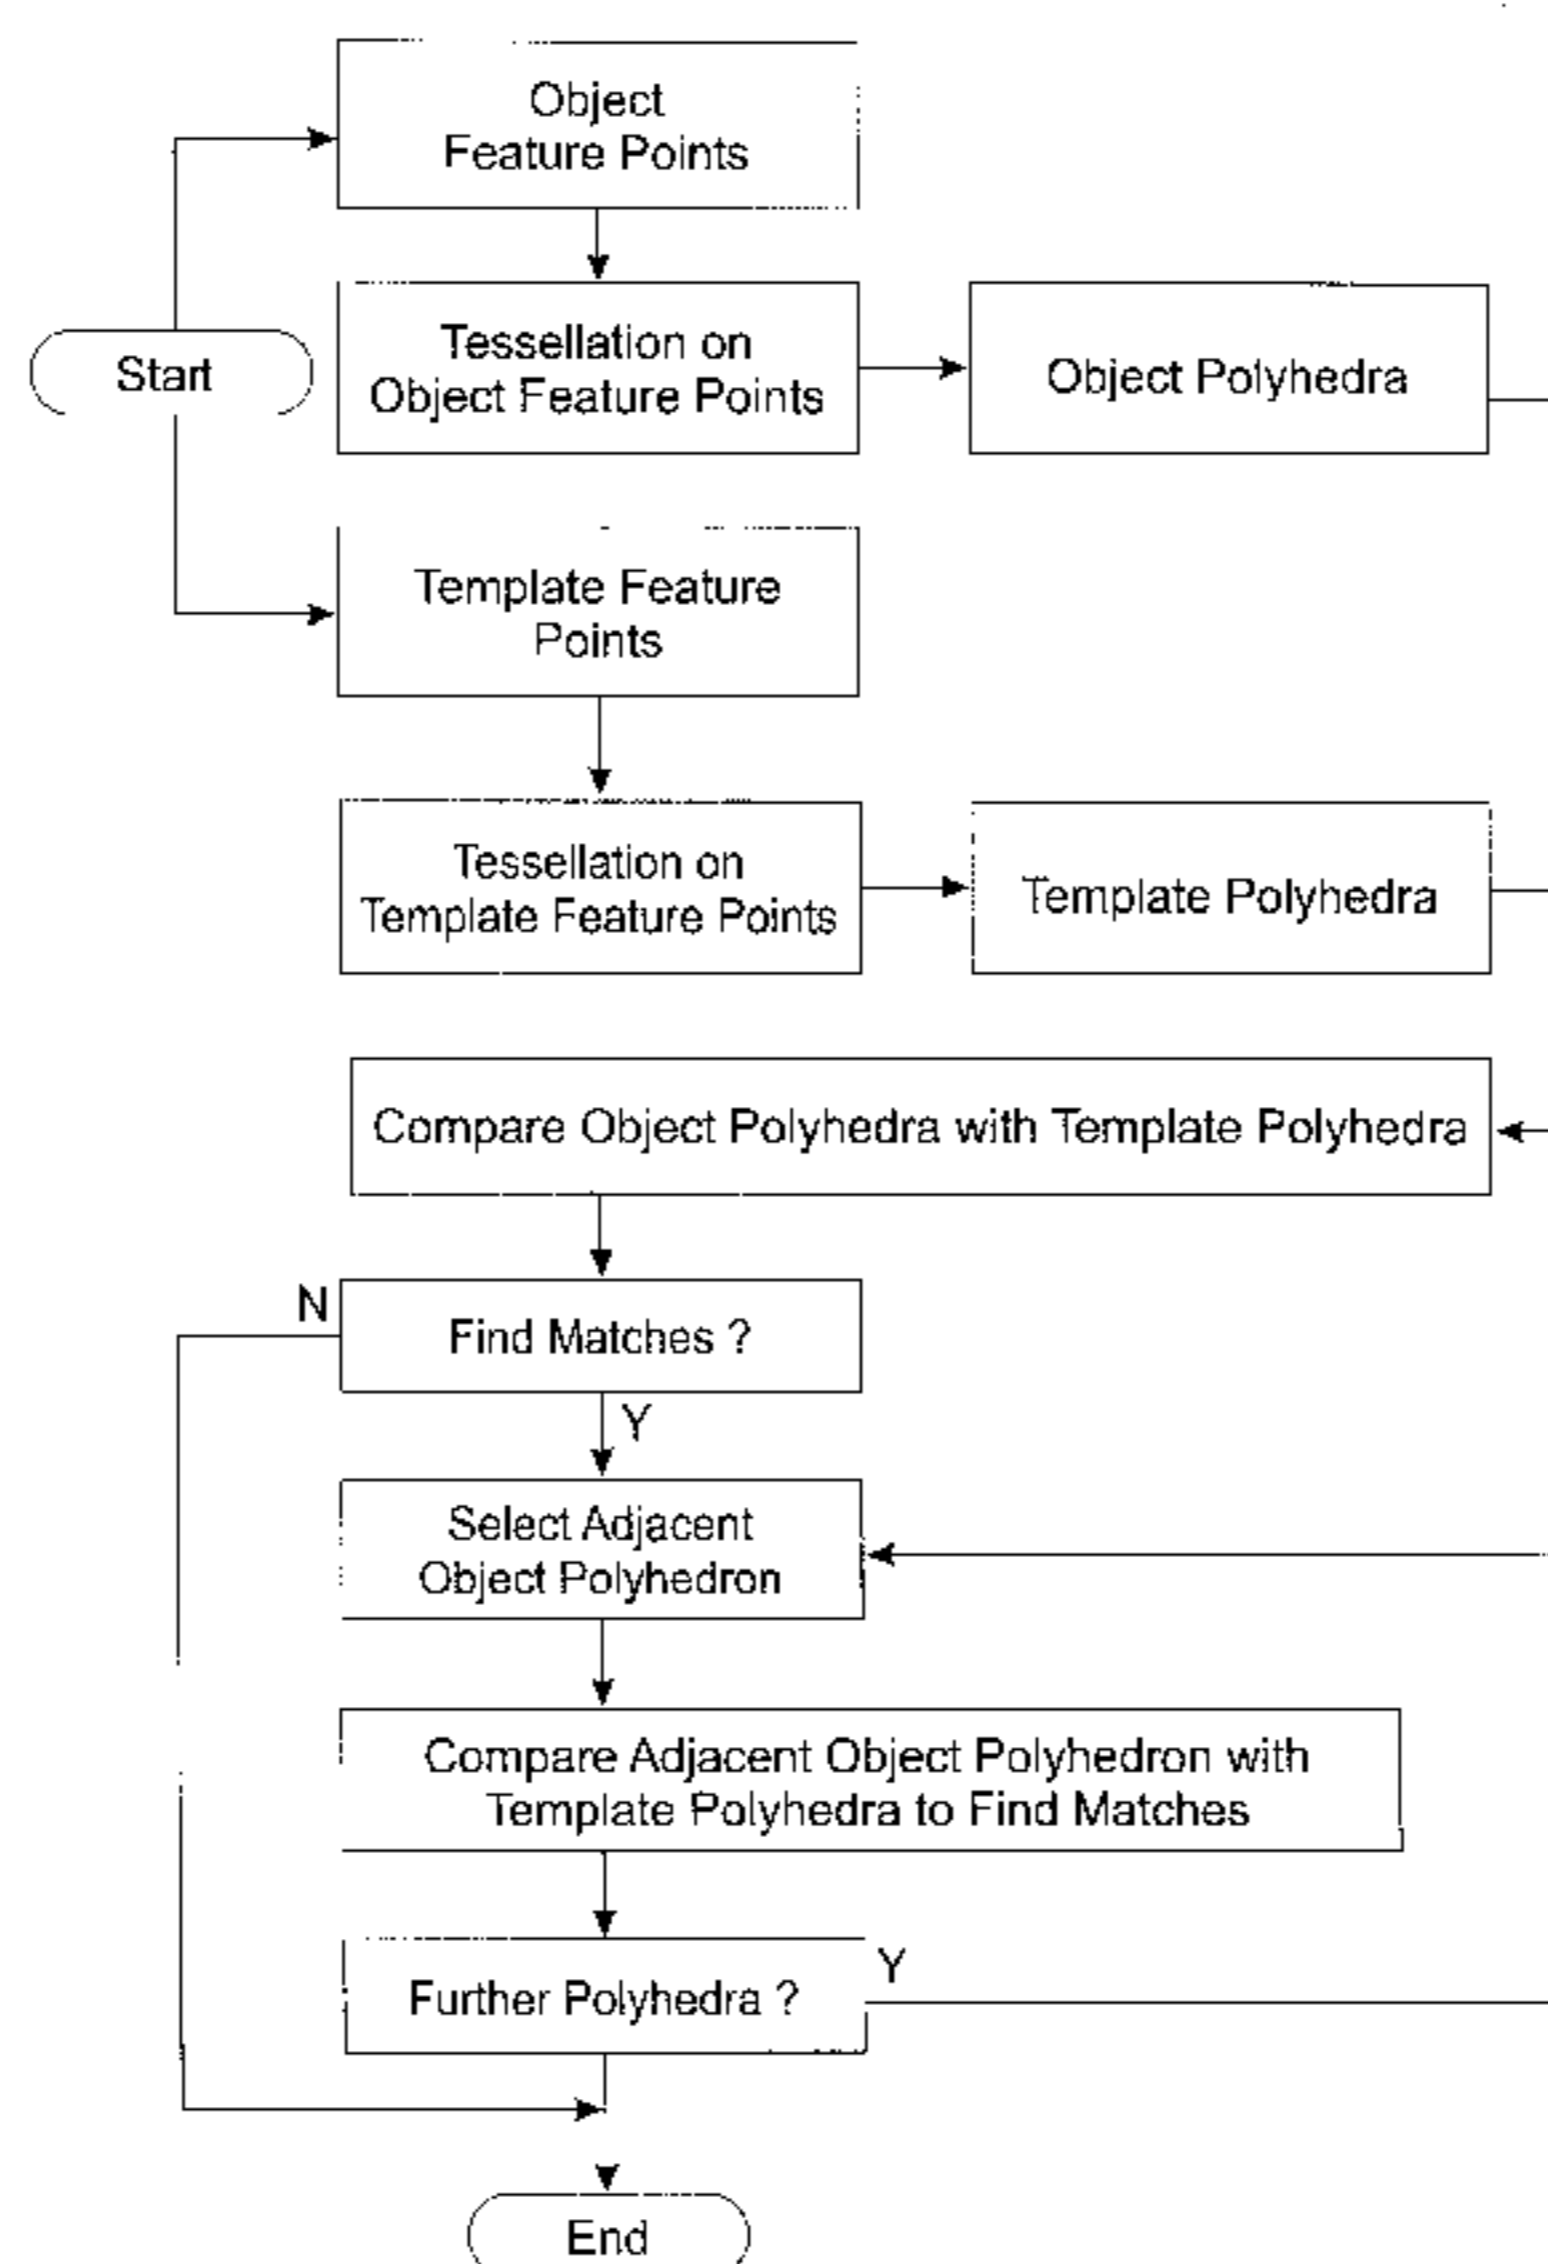 Object
Feature Points
Start
Tessellation on
Object Feature Points
Object Polyhedra
Template Feature
Points
Tessellation on
Template Feature Points
Template Polyhedra
Compare Object Polyhedra with Template Polyhedra
N
Find Matches ?
Y
Select Adjacent
Object Polyhedron
Compare Adjacent Object Polyhedron with
Template Polyhedra to Find Matches
Further Polyhedra ?
Y
End